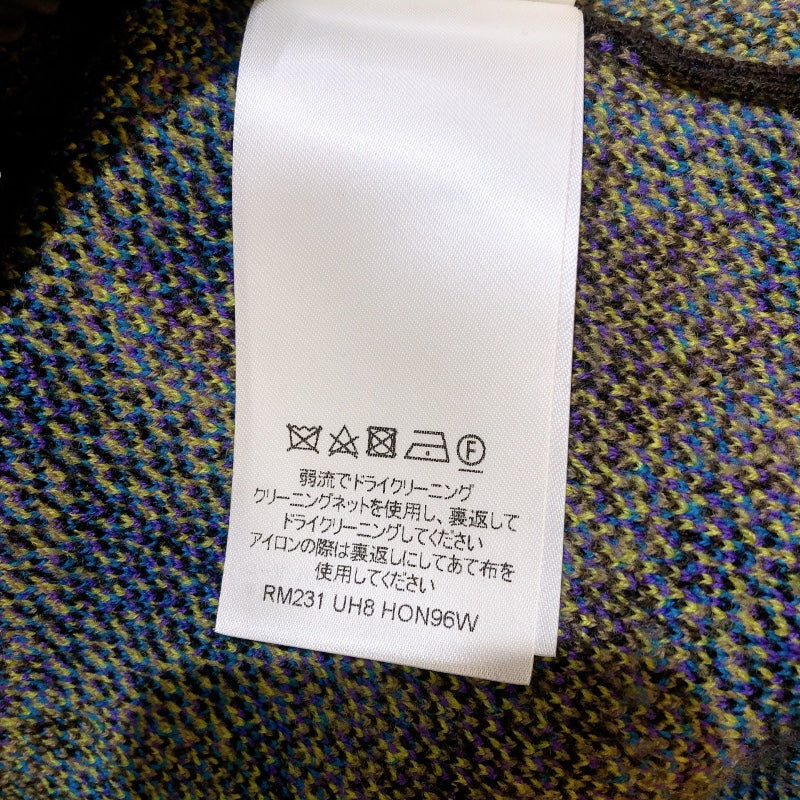 F
弱流でドライクリーニング
クリーニングネットを使用し、裏返して
ドライクリーニングしてください
アイロンの際は裏返しにしてあて布を
使用してください
RM231 UH8 HON96W